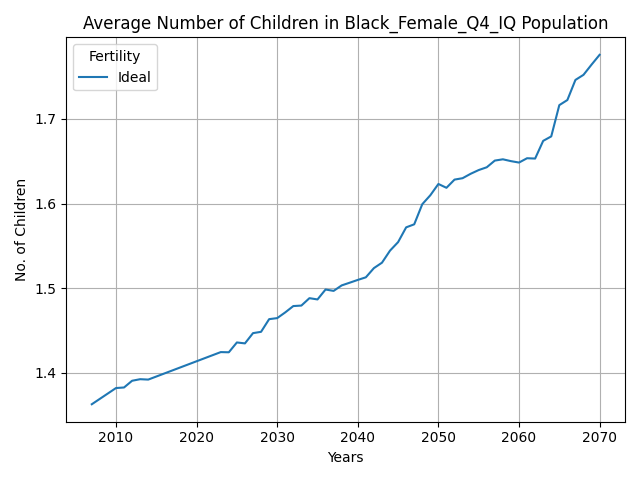 Average Number of Children in Black_Female_Q4_IQ Population
Fertility
Ideal
No. of Children
1.7
1.6
1.5
1.4
2010 2020 2030 2040 2050 2060 2070
Years